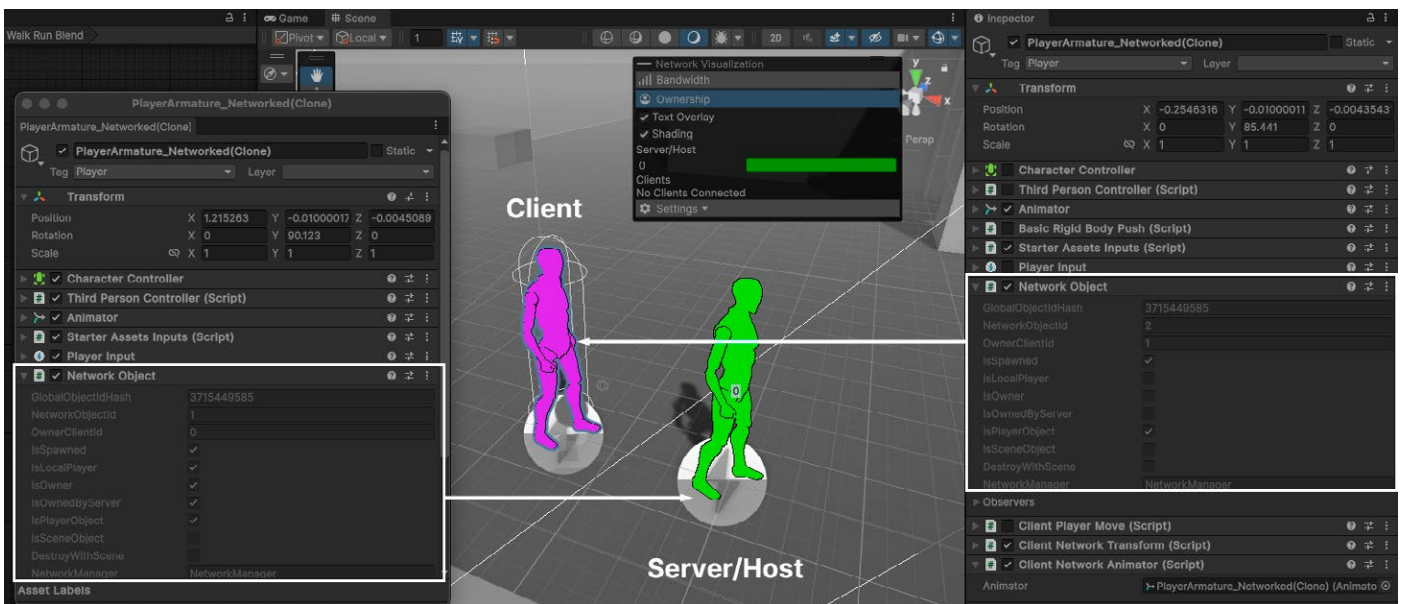 Walk Run Blend
Game
Scene
Pivot
Local
1
2D
Network Visualization
Bandwidth
Ownership
Text Overlay
Shading
Server/Host
0
Clients
No Clients Connected
Settings
y
z
x
Persp
Client
0
Server/Host
PlayerArmature_Networked(Clone)
PlayerArmature_Networked(Clone)
PlayerArmature_Networked(Clone) Static
Tag Player Layer
Transform
Position X 1.215263 Y -0.01000017 Z -0.0045089
Rotation X 0 Y 90.123 Z 0
Scale X 1 Y 1 Z 1
Character Controller
Third Person Controller (Script)
Animator
Starter Assets Inputs (Script)
Player Input
Network Object
GlobalObjectIdHash 3715449585
NetworkObjectId 1
OwnerClientId 0
IsSpawned
IsLocalPlayer
IsOwner
IsOwnedByServer
IsPlayerObject
IsSceneObject
DestroyWithScene
NetworkManager NetworkManager
Asset Labels
Inspector
PlayerArmature_Networked(Clone) Static
Tag Player Layer
Transform
Position X -0.2546316 Y -0.01000011 Z -0.0043543
Rotation X 0 Y 85.441 Z 0
Scale X 1 Y 1 Z 1
Character Controller
Third Person Controller (Script)
Animator
Basic Rigid Body Push (Script)
Starter Assets Inputs (Script)
Player Input
Network Object
GlobalObjectIdHash 3715449585
NetworkObjectId 2
OwnerClientId 1
IsSpawned
IsLocalPlayer
IsOwner
IsOwnedByServer
IsPlayerObject
IsSceneObject
DestroyWithScene
NetworkManager NetworkManager
Observers
Client Player Move (Script)
Client Network Transform (Script)
Client Network Animator (Script)
Animator PlayerArmature_Networked(Clone) (Animato